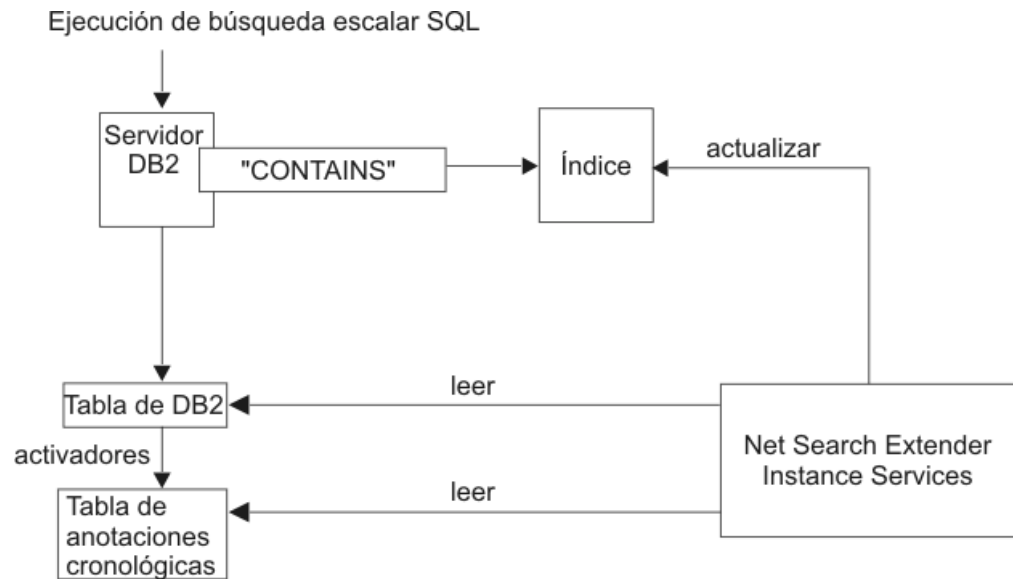 Ejecución de búsqueda escalar SQL
Servidor
DB2
"CONTAINS"
Índice
actualizar
leer
Tabla de DB2
activadores
Net Search Extender
Instance Services
leer
Tabla de
anotaciones
cronológicas